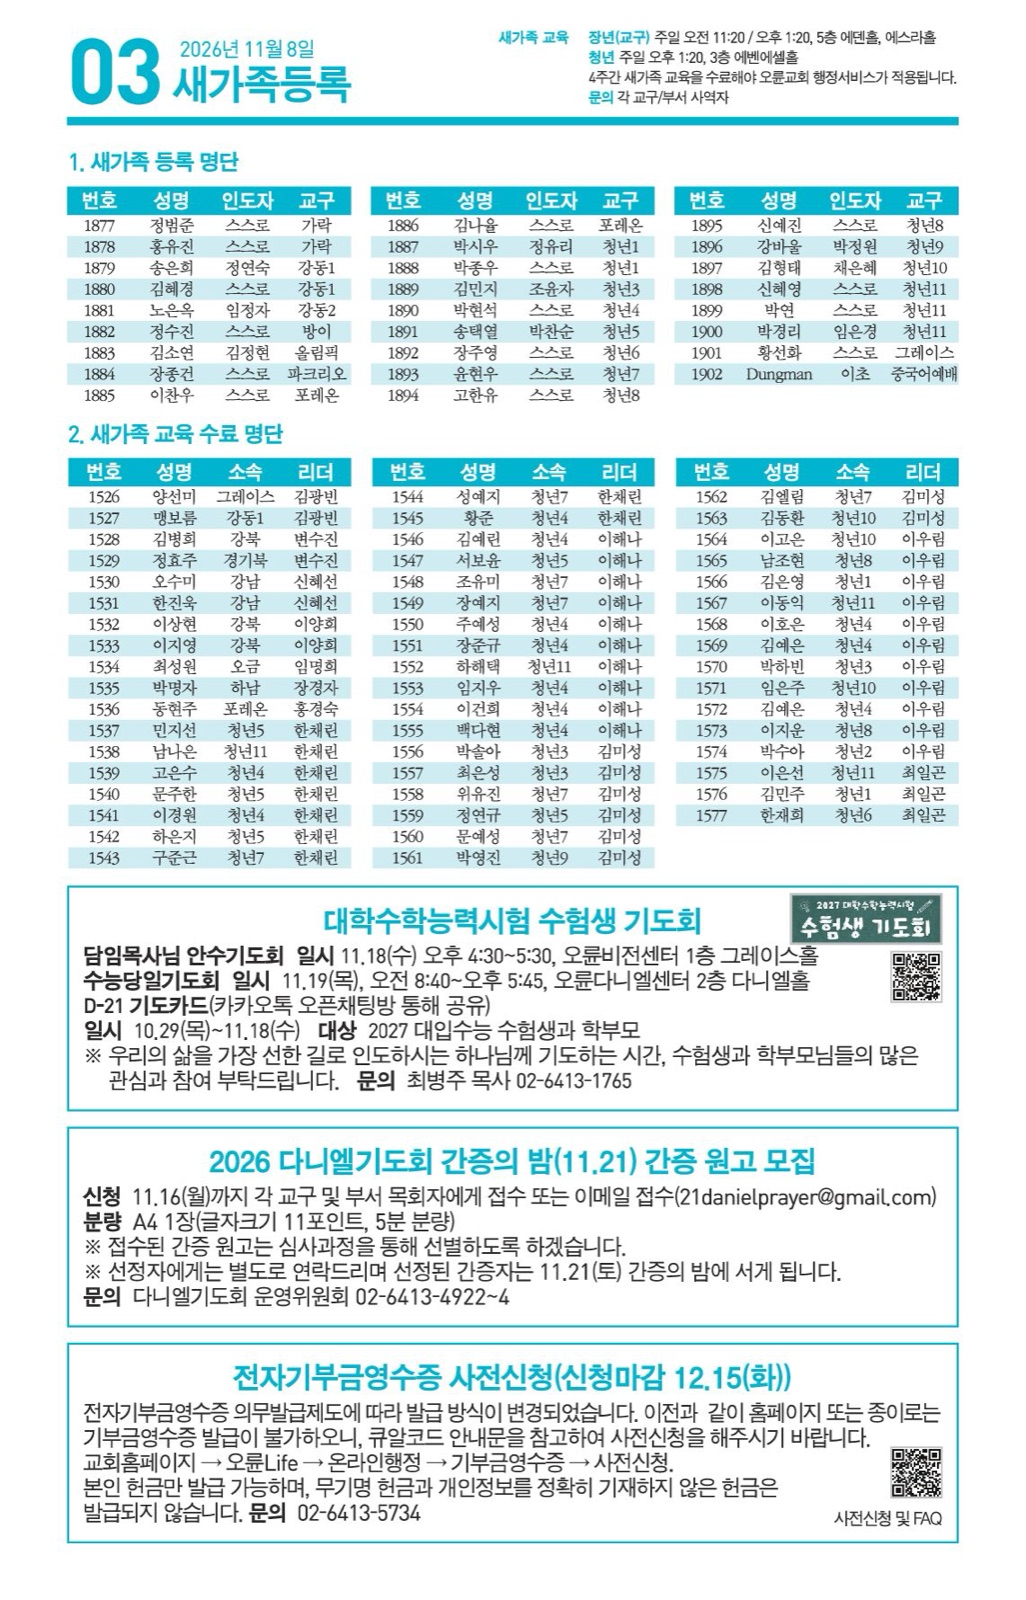 03 2026년 11월 8일
새가족등록
새가족 교육 장년(교구) 주일 오전 11:20 / 오후 1:20, 5층 에덴홀, 에스라홀
청년 주일 오후 1:20, 3층 에벤에셀홀
4주간 새가족 교육을 수료해야 오륜교회 행정서비스가 적용됩니다.
문의 각 교구/부서 사역자
1. 새가족 등록 명단
번호 성명 인도자 교구
1877 정범준 스스로 가락
1878 홍유진 스스로 가락
1879 송은희 정연숙 강동1
1880 김혜경 스스로 강동1
1881 노은옥 임정자 강동2
1882 정수진 스스로 방이
1883 김소연 김정현 올림픽
1884 장종건 스스로 파크리오
1885 이찬우 스스로 포레온
번호 성명 인도자 교구
1886 김나율 스스로 포레온
1887 박시우 정유리 청년1
1888 박종우 스스로 청년1
1889 김민지 조윤자 청년3
1890 박현석 스스로 청년4
1891 송택열 박찬순 청년5
1892 장주영 스스로 청년6
1893 윤현우 스스로 청년7
1894 고한유 스스로 청년8
번호 성명 인도자 교구
1895 신예진 스스로 청년8
1896 강바울 박정원 청년9
1897 김형태 채은혜 청년10
1898 신혜영 스스로 청년11
1899 박연 스스로 청년11
1900 박경리 임은경 청년11
1901 황선화 스스로 그레이스
1902 Dungman 이초 중국어예배
2. 새가족 교육 수료 명단
번호 성명 소속 리더
1526 양선미 그레이스 김광빈
1527 맹보름 강동1 김광빈
1528 김병희 강북 변수진
1529 정효주 경기북 변수진
1530 오수미 강남 신혜선
1531 한진욱 강남 신혜선
1532 이상현 강북 이양희
1533 이지영 강북 이양희
1534 최성원 오금 임명희
1535 박명자 하남 장경자
1536 동현주 포레온 홍경숙
1537 민지선 청년5 한채린
1538 남나은 청년11 한채린
1539 고은수 청년4 한채린
1540 문주한 청년5 한채린
1541 이경원 청년4 한채린
1542 하은지 청년5 한채린
1543 구준근 청년7 한채린
번호 성명 소속 리더
1544 성예지 청년7 한채린
1545 황준 청년4 한채린
1546 김예린 청년4 이해나
1547 서보윤 청년5 이해나
1548 조유미 청년7 이해나
1549 장예지 청년7 이해나
1550 주예성 청년4 이해나
1551 장준규 청년4 이해나
1552 하해택 청년11 이해나
1553 임지우 청년4 이해나
1554 이건희 청년4 이해나
1555 백다현 청년4 이해나
1556 박솔아 청년3 김미성
1557 최은성 청년3 김미성
1558 위유진 청년7 김미성
1559 정연규 청년5 김미성
1560 문예성 청년7 김미성
1561 박영진 청년9 김미성
번호 성명 소속 리더
1562 김엘림 청년7 김미성
1563 김동환 청년10 김미성
1564 이고은 청년10 이우림
1565 남조현 청년8 이우림
1566 김은영 청년1 이우림
1567 이동익 청년11 이우림
1568 이호은 청년4 이우림
1569 김예은 청년4 이우림
1570 박하빈 청년3 이우림
1571 임은주 청년10 이우림
1572 김예은 청년4 이우림
1573 이지운 청년8 이우림
1574 박수아 청년2 이우림
1575 이은선 청년11 최일곤
1576 김민주 청년1 최일곤
1577 한재희 청년6 최일곤
대학수학능력시험 수험생 기도회
2027 대학수학능력시험
수험생 기도회
담임목사님 안수기도회 일시 11.18(수) 오후 4:30~5:30, 오륜비전센터 1층 그레이스홀
수능당일기도회 일시 11.19(목), 오전 8:40~오후 5:45, 오륜다니엘센터 2층 다니엘홀
D-21 기도카드(카카오톡 오픈채팅방 통해 공유)
일시 10.29(목)~11.18(수) 대상 2027 대입수능 수험생과 학부모
※ 우리의 삶을 가장 선한 길로 인도하시는 하나님께 기도하는 시간, 수험생과 학부모님들의 많은
관심과 참여 부탁드립니다. 문의 최병주 목사 02-6413-1765
2026 다니엘기도회 간증의 밤(11.21) 간증 원고 모집
신청 11.16(월)까지 각 교구 및 부서 목회자에게 접수 또는 이메일 접수(21danielprayer@gmail.com)
분량 A4 1장(글자크기 11포인트, 5분 분량)
※ 접수된 간증 원고는 심사과정을 통해 선별하도록 하겠습니다.
※ 선정자에게는 별도로 연락드리며 선정된 간증자는 11.21(토) 간증의 밤에 서게 됩니다.
문의 다니엘기도회 운영위원회 02-6413-4922~4
전자기부금영수증 사전신청(신청마감 12.15(화))
전자기부금영수증 의무발급제도에 따라 발급 방식이 변경되었습니다. 이전과 같이 홈페이지 또는 종이로는
기부금영수증 발급이 불가하오니, 큐알코드 안내문을 참고하여 사전신청을 해주시기 바랍니다.
교회홈페이지 → 오륜Life → 온라인행정 → 기부금영수증 → 사전신청.
본인 헌금만 발급 가능하며, 무기명 헌금과 개인정보를 정확히 기재하지 않은 헌금은
발급되지 않습니다. 문의 02-6413-5734
사전신청 및 FAQ